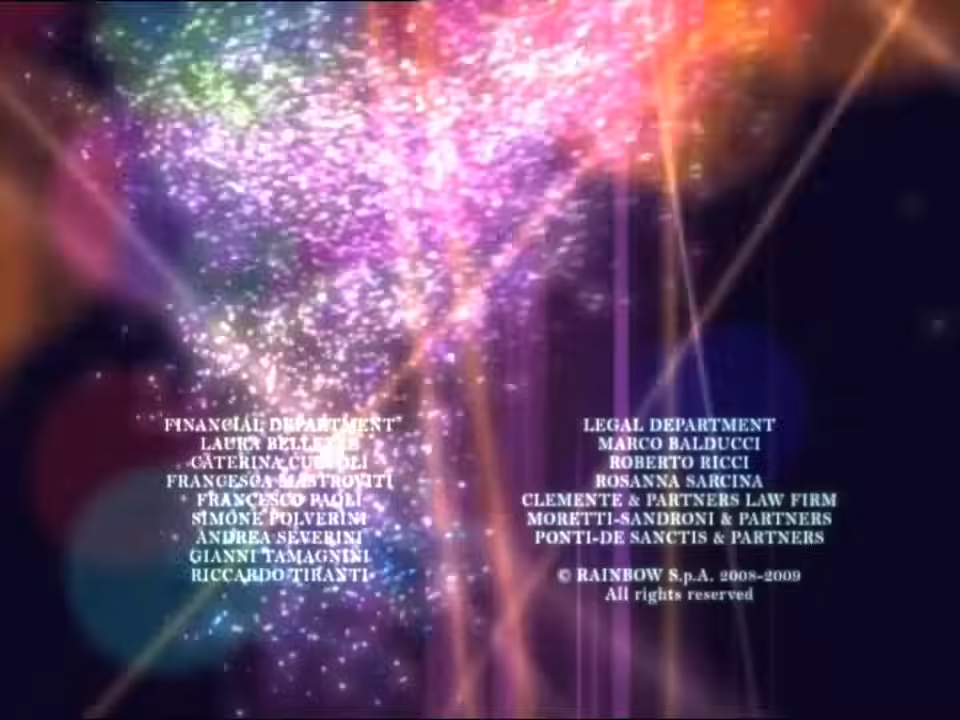 FINANCIAL DEPARTMENT
LAURA
CATERINA
FRANCESCA MASTROVITI
FRANCESCO PAOLI
SIMONE POLVERINI
ANDREA SEVERINI
GIANNI TAMAGNINI
RICCARDO TIRANTI
LEGAL DEPARTMENT
MARCO BALDUCCI
ROBERTO RICCI
ROSANNA SARCINA
CLEMENTE & PARTNERS LAW FIRM
MORETTI-SANDRONI & PARTNERS
PONTI-DE SANCTIS & PARTNERS
© RAINBOW S.p.A. 2008-2009
All rights reserved